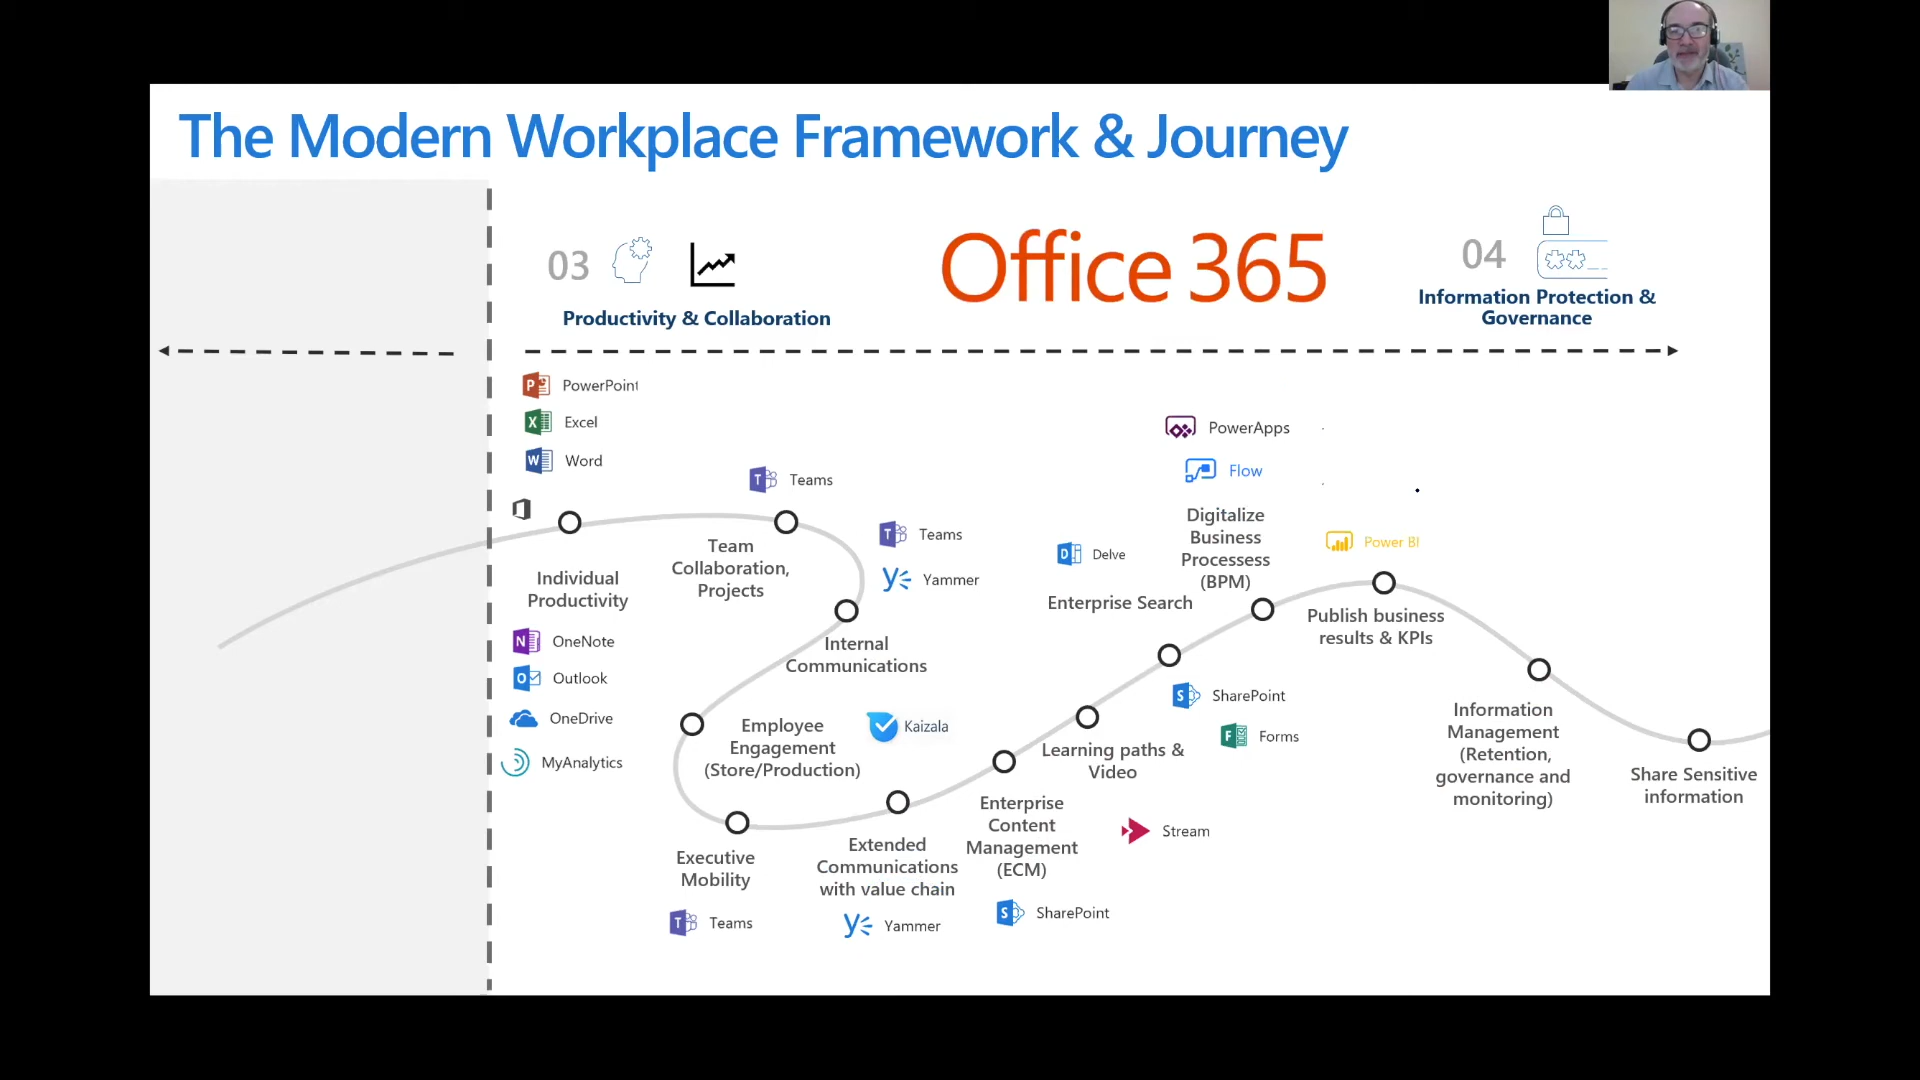 The Modern Workplace Framework & Journey
03
Productivity & Collaboration
Office 365
04
Information Protection &
Governance
PowerPoint
Excel
Word
Individual
Productivity
OneNote
Outlook
OneDrive
MyAnalytics
Teams
Team
Collaboration,
Projects
Teams
Yammer
Internal
Communications
Employee
Engagement
(Store/Production)
Kaizala
Executive
Mobility
Teams
Extended
Communications
with value chain
Yammer
Enterprise
Content
Management
(ECM)
SharePoint
Learning paths &
Video
Stream
Delve
Enterprise Search
SharePoint
Forms
PowerApps
Flow
Digitalize
Business
Processess
(BPM)
Power BI
Publish business
results & KPIs
Information
Management
(Retention,
governance and
monitoring)
Share Sensitive
information